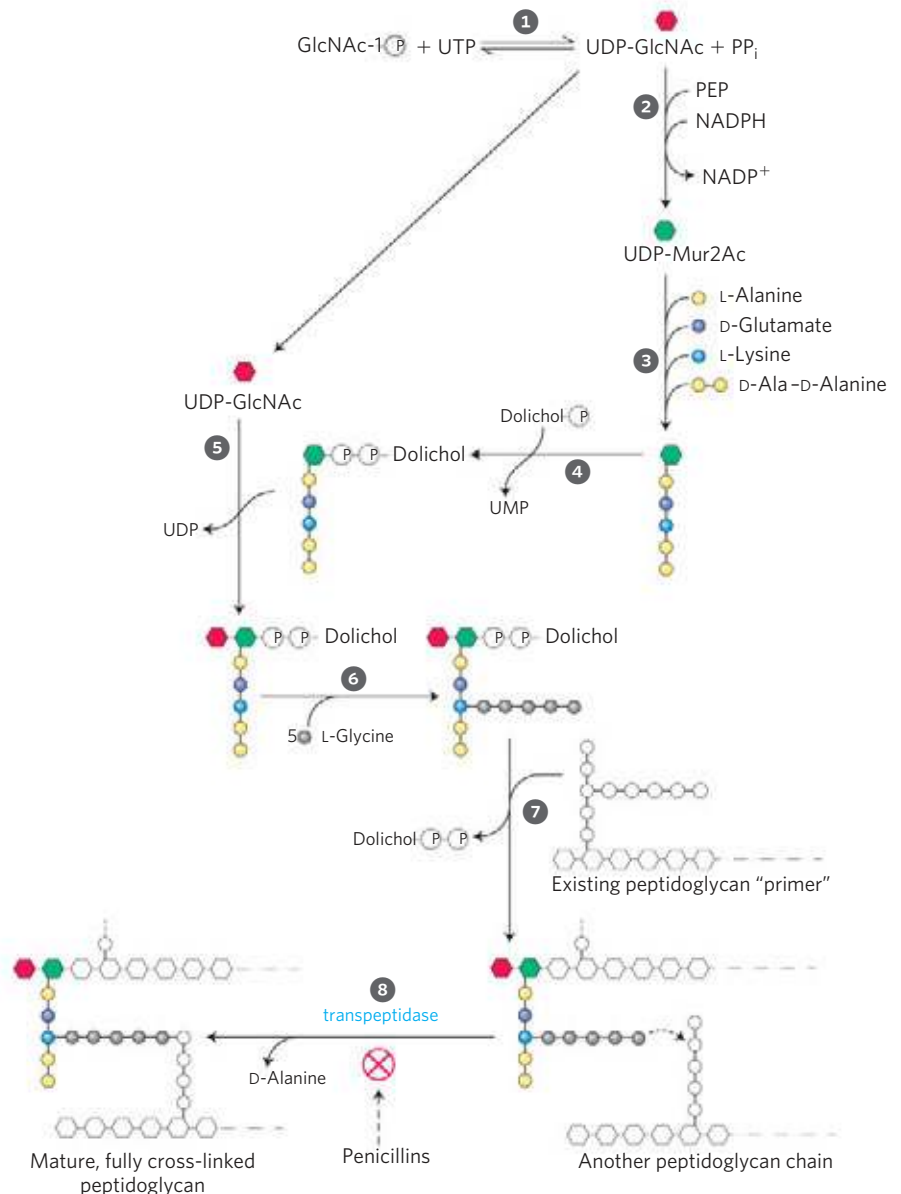 1
GlcNAc-1 P + UTP
UDP-GlcNAc + PPi
2
PEP
NADPH
NADP+
UDP-Mur2Ac
3
L-Alanine
D-Glutamate
L-Lysine
D-Ala–D-Alanine
UDP-GlcNAc
5
Dolichol P
4
P P Dolichol
UMP
UDP
P P Dolichol
P P Dolichol
6
5 L-Glycine
7
Dolichol P P
Existing peptidoglycan “primer”
8
transpeptidase
D-Alanine
Penicillins
Mature, fully cross-linked
peptidoglycan
Another peptidoglycan chain